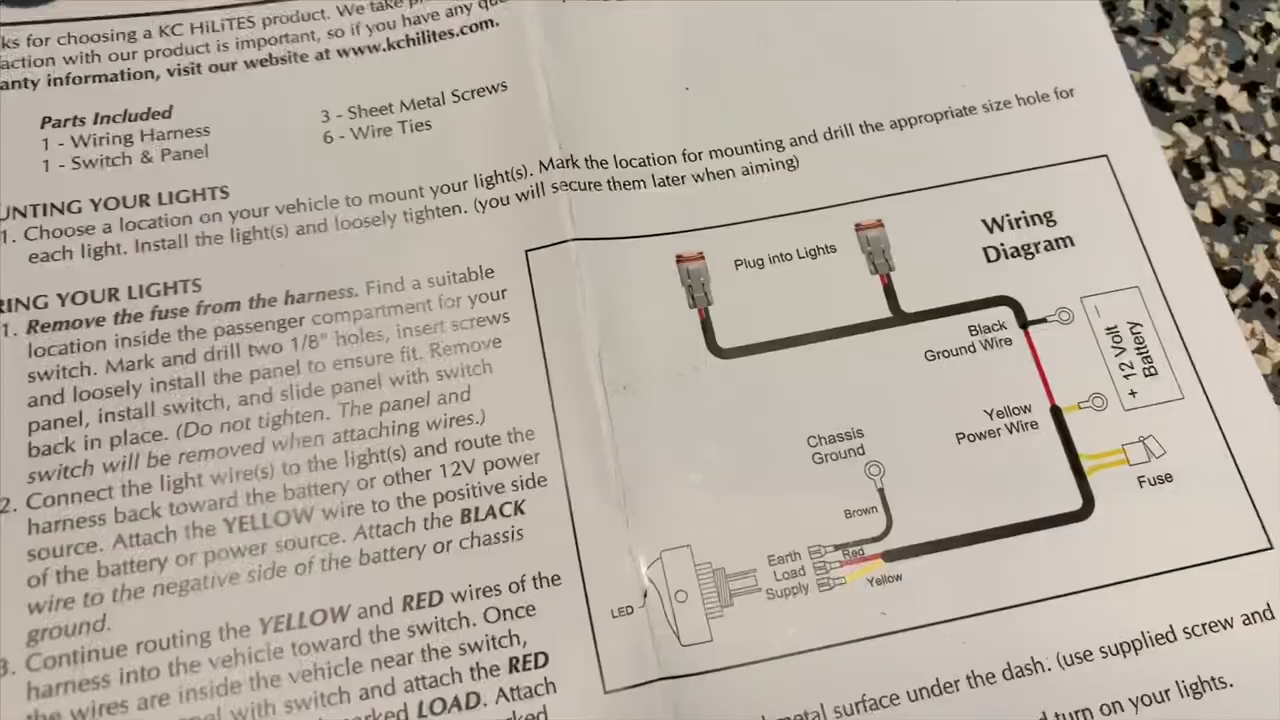 ks for choosing a KC HiLiTES product. We take
action with our product is important, so if you have any
anty information, visit our website at www.kchilites.com.
Parts Included
1 - Wiring Harness
1 - Switch & Panel
3 - Sheet Metal Screws
6 - Wire Ties
UNTING YOUR LIGHTS
1. Choose a location on your vehicle to mount your light(s). Mark the location for mounting and drill the appropriate size hole for
each light. Install the light(s) and loosely tighten. (you will secure them later when aiming)
RING YOUR LIGHTS
1. Remove the fuse from the harness. Find a suitable
location inside the passenger compartment for your
switch. Mark and drill two 1/8" holes, insert screws
and loosely install the panel to ensure fit. Remove
panel, install switch, and slide panel with switch
back in place. (Do not tighten. The panel and
switch will be removed when attaching wires.)
2. Connect the light wire(s) to the light(s) and route the
harness back toward the battery or other 12V power
source. Attach the YELLOW wire to the positive side
of the battery or power source. Attach the BLACK
wire to the negative side of the battery or chassis
ground.
3. Continue routing the YELLOW and RED wires of the
harness into the vehicle toward the switch. Once
the wires are inside the vehicle near the switch,
with switch and attach the RED
LOAD. Attach
Wiring
Diagram
Plug into Lights
Black
Ground Wire
+ 12 Volt −
Battery
Yellow
Power Wire
Fuse
Chassis
Ground
Brown
Earth
Load
Supply
Red
Yellow
LED
metal surface under the dash. (use supplied screw and
turn on your lights.